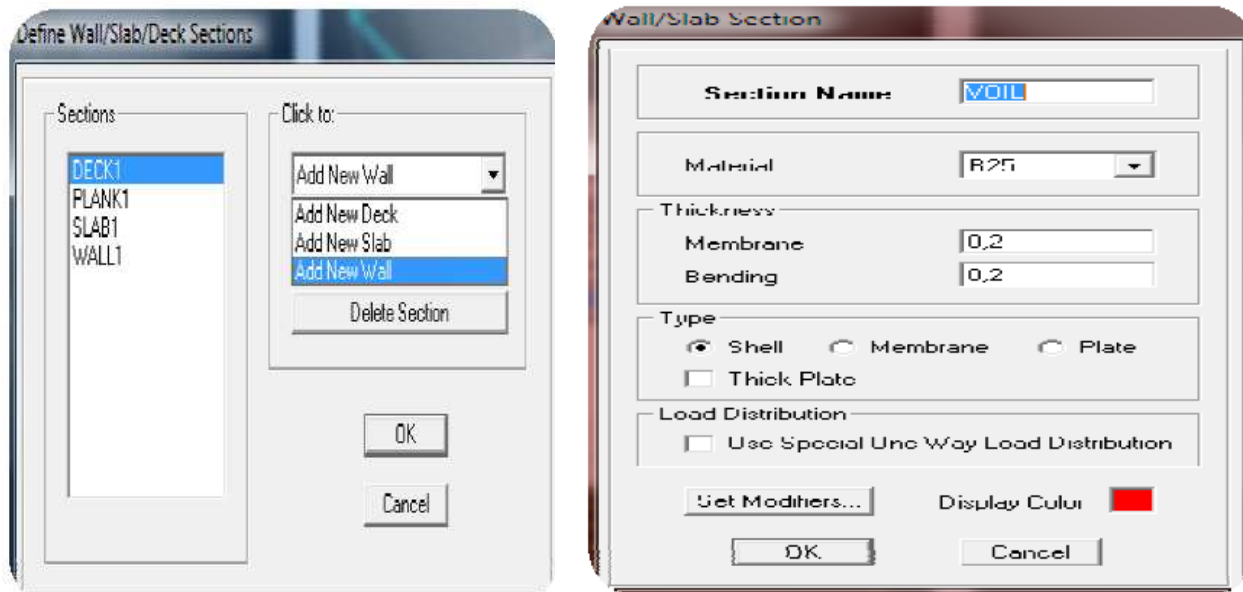 Define Wall/Slab/Deck Sections
Sections
DECK1
PLANK1
SLAB1
WALL1
Click to:
Add New Wall
Add New Deck
Add New Slab
Add New Wall
Delete Section
OK
Cancel
Wall/Slab Section
Section Name
VOIL
Material
B25
Thickness
Membrane
0,2
Bending
0,2
Type
Shell
Membrane
Plate
Thick Plate
Load Distribution
Use Special One Way Load Distribution
Set Modifiers...
Display Color
OK
Cancel